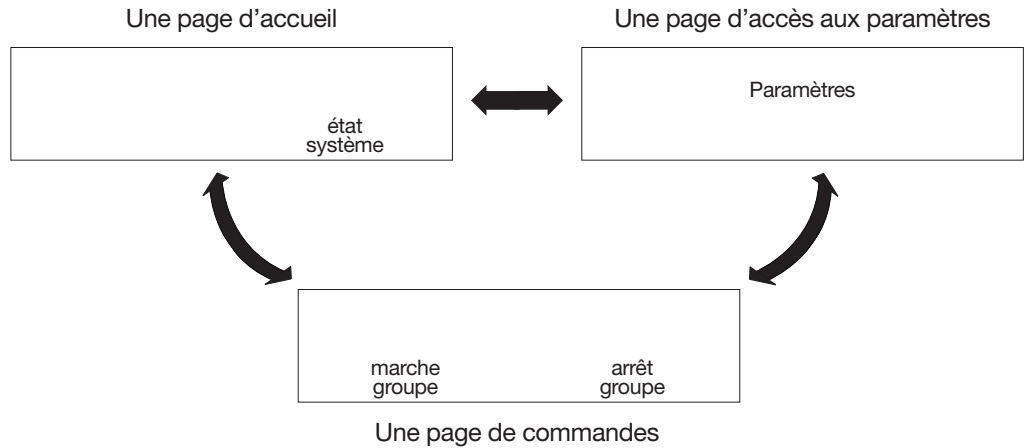 Une page d’accueil
Une page d’accès aux paramètres
état
système
Paramètres
marche
groupe
arrêt
groupe
Une page de commandes